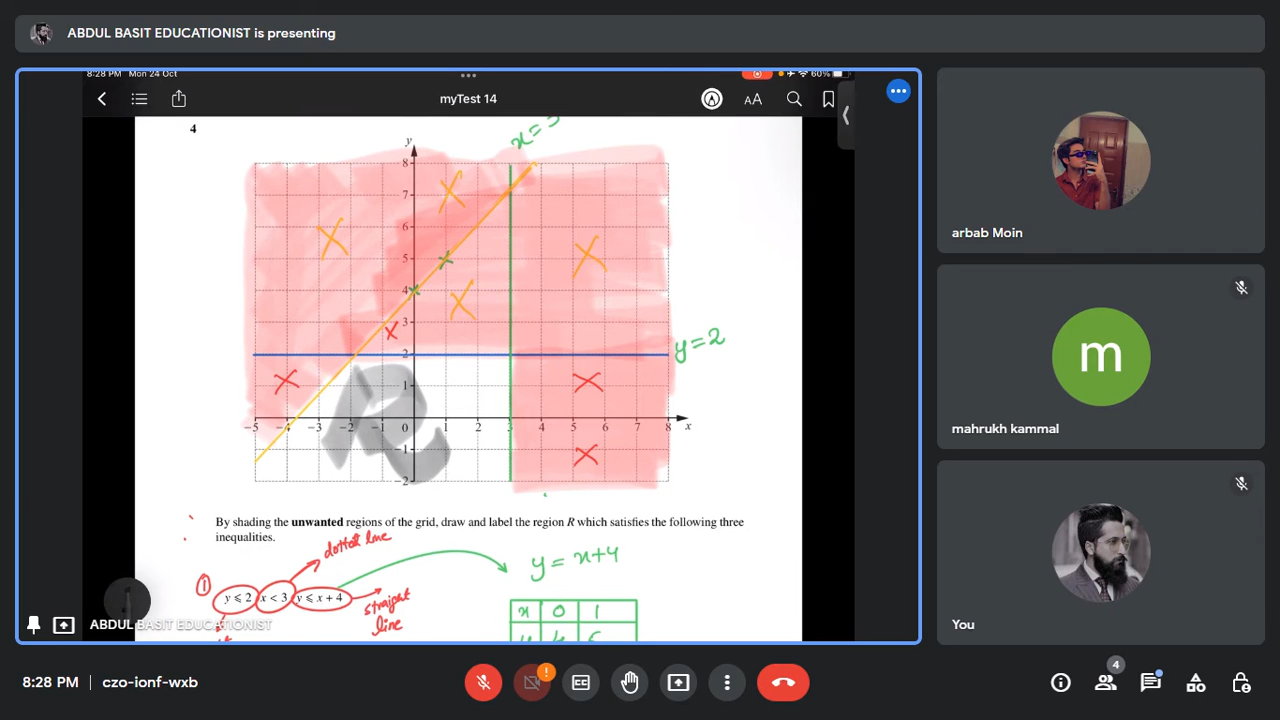 ABDUL BASIT EDUCATIONIST is presenting
8:28 PM Mon 24 Oct
60%
myTest 14
AA
4
x=3
y
8
7
6
5
4
3
2
y=2
1
-5 -4 -3 -2 -1 0 1 2 3 4 5 6 7 8 x
-1
-2
R
By shading the unwanted regions of the grid, draw and label the region R which satisfies the following three
inequalities.
dotted line
y = x+4
① y ⩽ 2 x < 3 y ⩽ x + 4
straight
line
x 0 1
ABDUL BASIT EDUCATIONIST
arbab Moin
m
mahrukh kammal
You
8:28 PM | czo-ionf-wxb
4